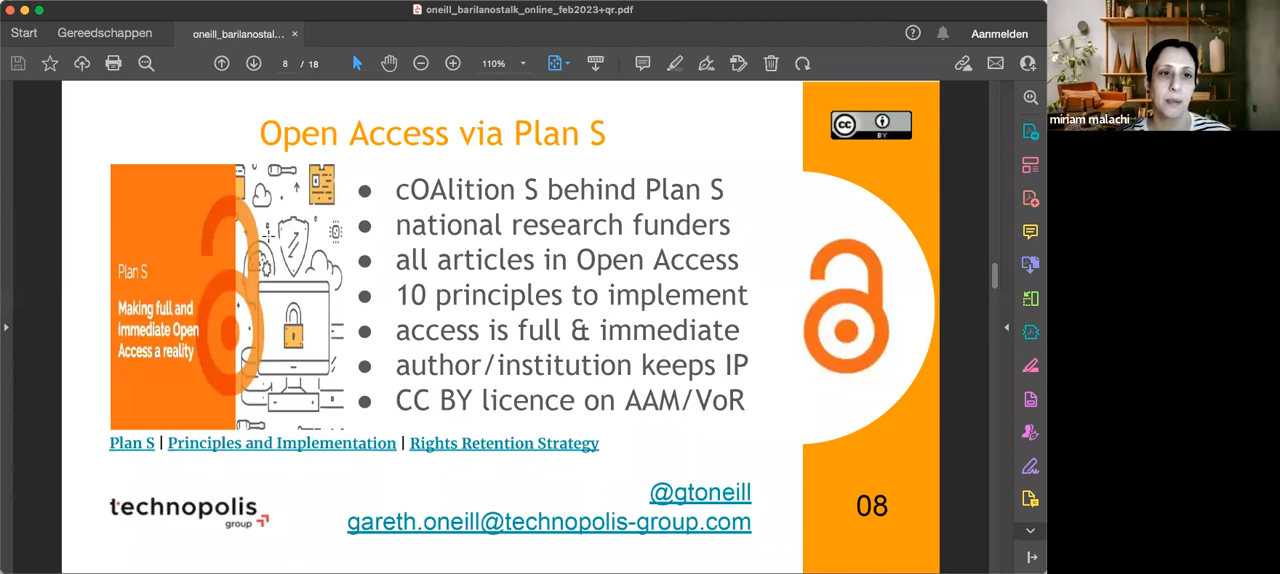 oneill_barilanostalk_online_feb2023+qr.pdf
Start
Gereedschappen
oneill_barilanostal...
Aanmelden
8 / 18
110%
miriam malachi
Open Access via Plan S
CC
BY
Plan S
Making full and
immediate Open
Access a reality
● cOAlition S behind Plan S
● national research funders
● all articles in Open Access
● 10 principles to implement
● access is full & immediate
● author/institution keeps IP
● CC BY licence on AAM/VoR
Plan S | Principles and Implementation | Rights Retention Strategy
technopolis
group
@gtoneill
gareth.oneill@technopolis-group.com
08